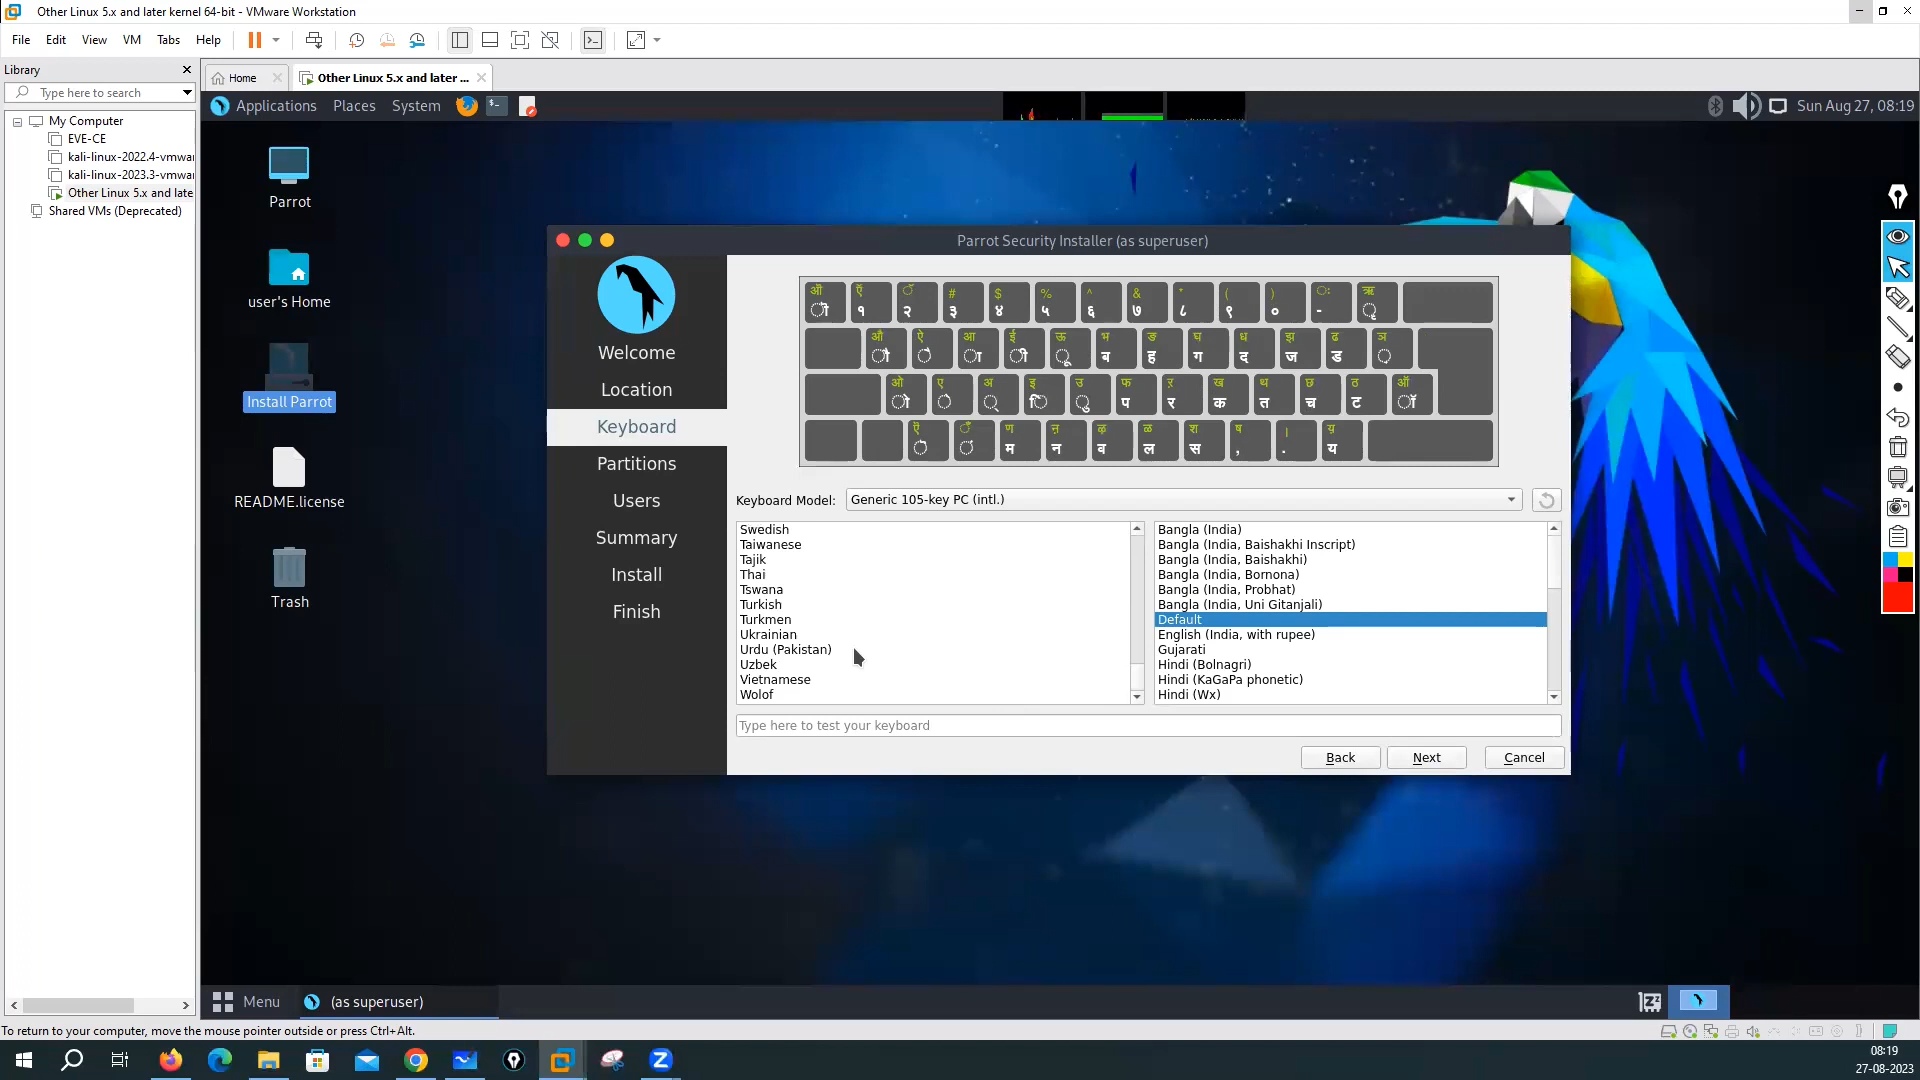 Other Linux 5.x and later kernel 64-bit - VMware Workstation
File Edit View VM Tabs Help
Library
Type here to search
My Computer
EVE-CE
kali-linux-2022.4-vmwar
kali-linux-2023.3-vmwar
Other Linux 5.x and late
Shared VMs (Deprecated)
Home
Other Linux 5.x and later ...
Applications Places System
Sun Aug 27, 08:19
Parrot
user's Home
Install Parrot
README.license
Trash
Parrot Security Installer (as superuser)
Welcome
Location
Keyboard
Partitions
Users
Summary
Install
Finish
Keyboard Model: Generic 105-key PC (intl.)
Swedish
Taiwanese
Tajik
Thai
Tswana
Turkish
Turkmen
Ukrainian
Urdu (Pakistan)
Uzbek
Vietnamese
Wolof
Bangla (India)
Bangla (India, Baishakhi Inscript)
Bangla (India, Baishakhi)
Bangla (India, Bornona)
Bangla (India, Probhat)
Bangla (India, Uni Gitanjali)
Default
English (India, with rupee)
Gujarati
Hindi (Bolnagri)
Hindi (KaGaPa phonetic)
Hindi (Wx)
Type here to test your keyboard
Back Next Cancel
Menu
(as superuser)
To return to your computer, move the mouse pointer outside or press Ctrl+Alt.
08:19
27-08-2023